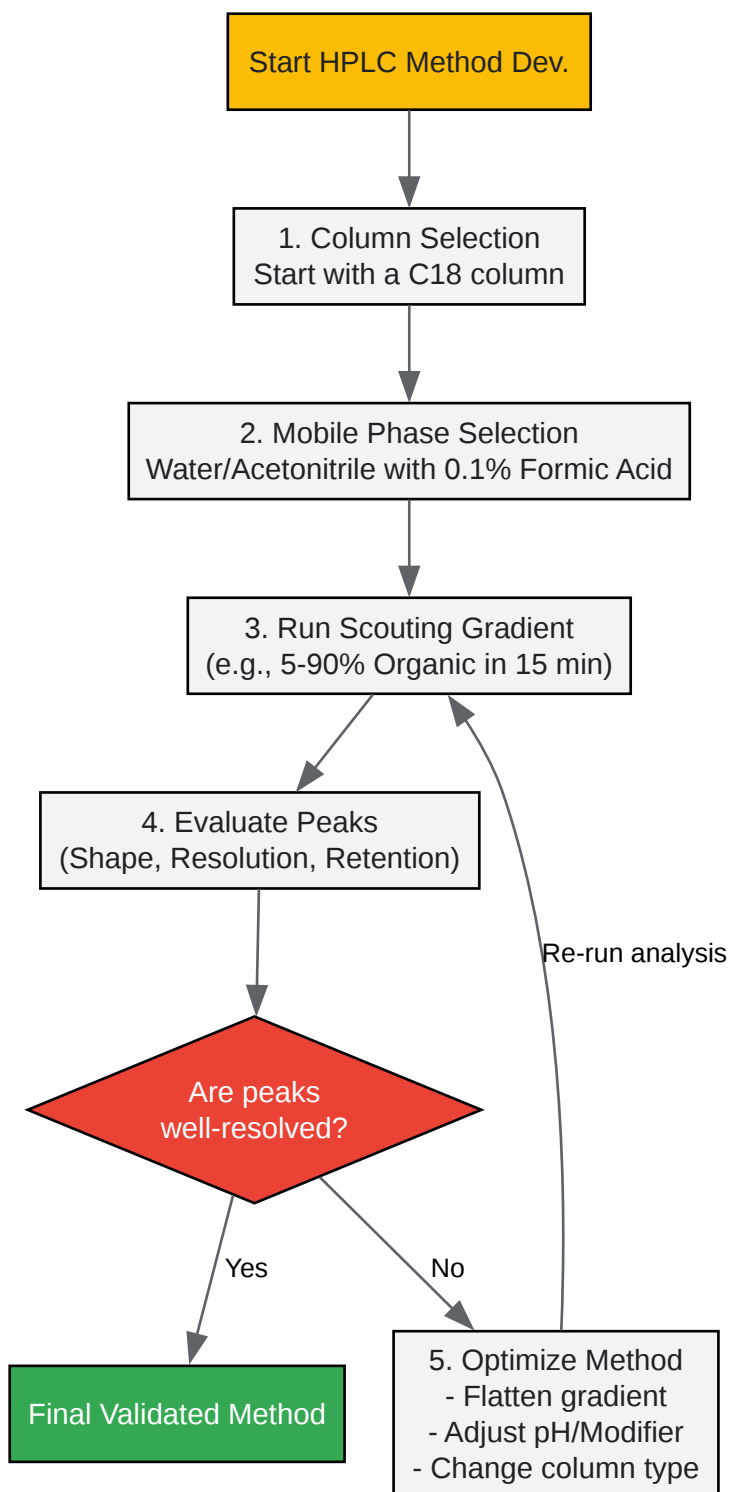 Start HPLC Method Dev.
1. Column Selection
Start with a C18 column
2. Mobile Phase Selection
Water/Acetonitrile with 0.1% Formic Acid
3. Run Scouting Gradient
(e.g., 5-90% Organic in 15 min)
4. Evaluate Peaks
(Shape, Resolution, Retention)
Re-run analysis
Are peaks
well-resolved?
Yes
No
Final Validated Method
5. Optimize Method
- Flatten gradient
- Adjust pH/Modifier
- Change column type